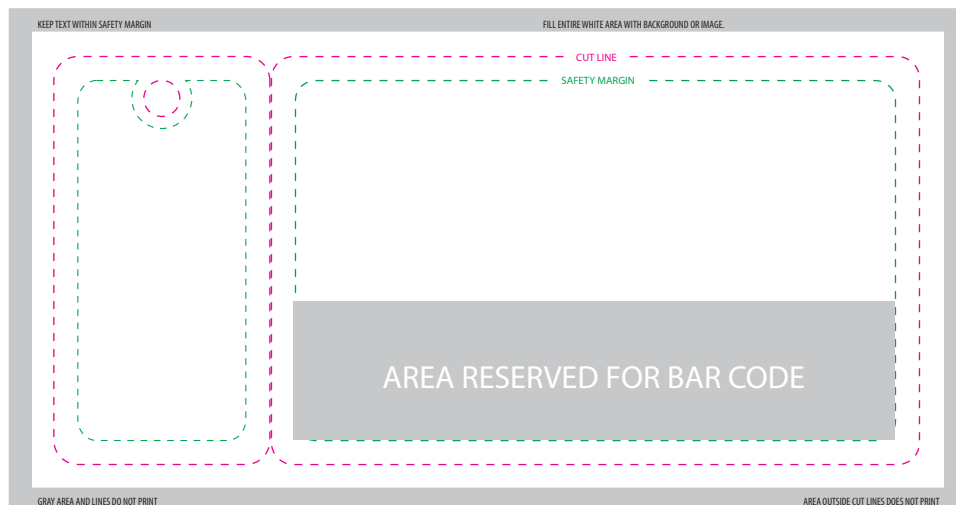 KEEP TEXT WITHIN SAFETY MARGIN
FILL ENTIRE WHITE AREA WITH BACKGROUND OR IMAGE.
CUT LINE
SAFETY MARGIN
AREA RESERVED FOR BAR CODE
GRAY AREA AND LINES DO NOT PRINT
AREA OUTSIDE CUT LINES DOES NOT PRINT